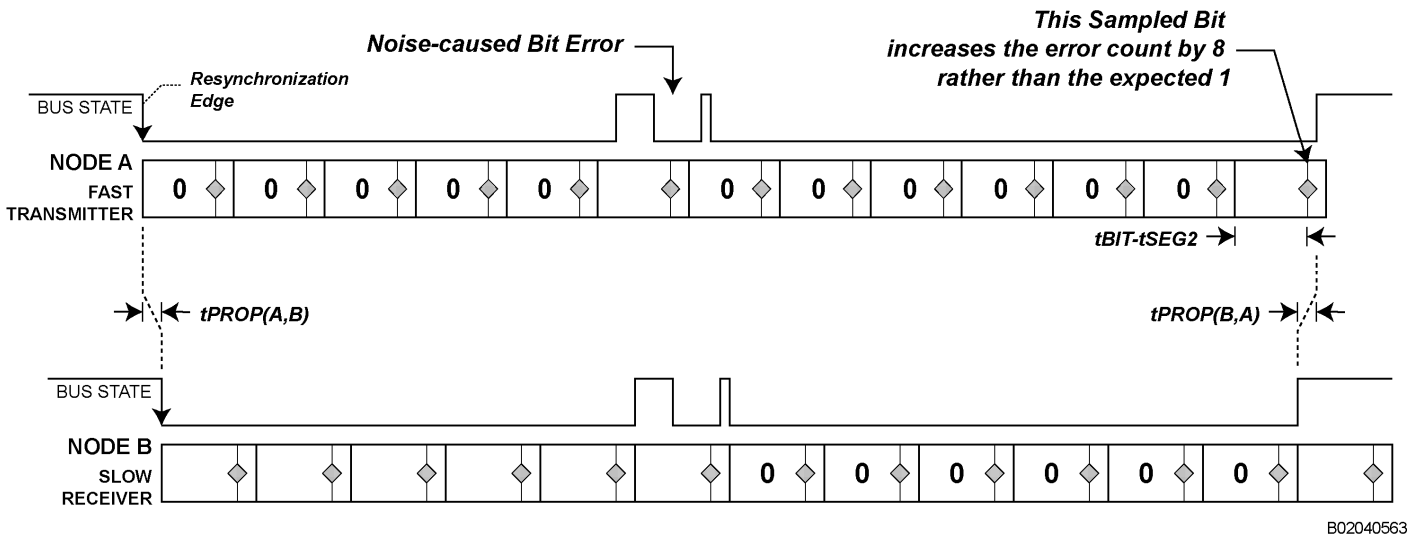 Noise-caused Bit Error
This Sampled Bit
increases the error count by 8
rather than the expected 1
Resynchronization
Edge
BUS STATE
NODE A
FAST
TRANSMITTER
0 0 0 0 0 0 0 0 0 0 0
tBIT-tSEG2
tPROP(A,B)
tPROP(B,A)
BUS STATE
NODE B
SLOW
RECEIVER
0 0 0 0 0 0
B02040563